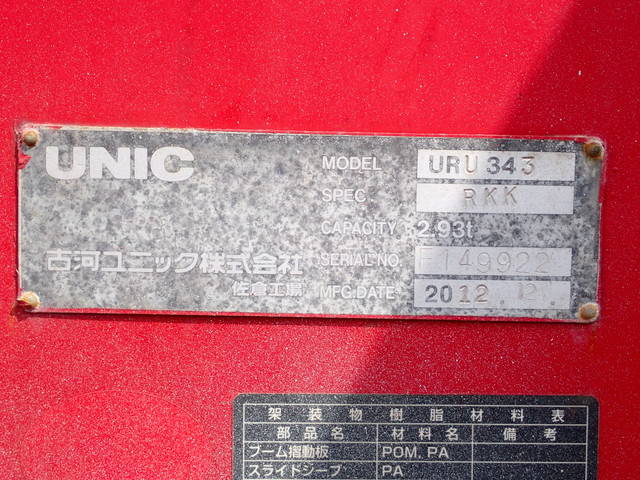 UNIC
MODEL URU343
SPEC RKK
CAPACITY 2.93t
古河ユニック株式会社 SERIAL NO. F149922
佐倉工場 MFG.DATE 2012.12.
架装物樹脂材料表
部品名 材料名 備考
ブーム摺動板 POM, PA
スライドシーブ PA